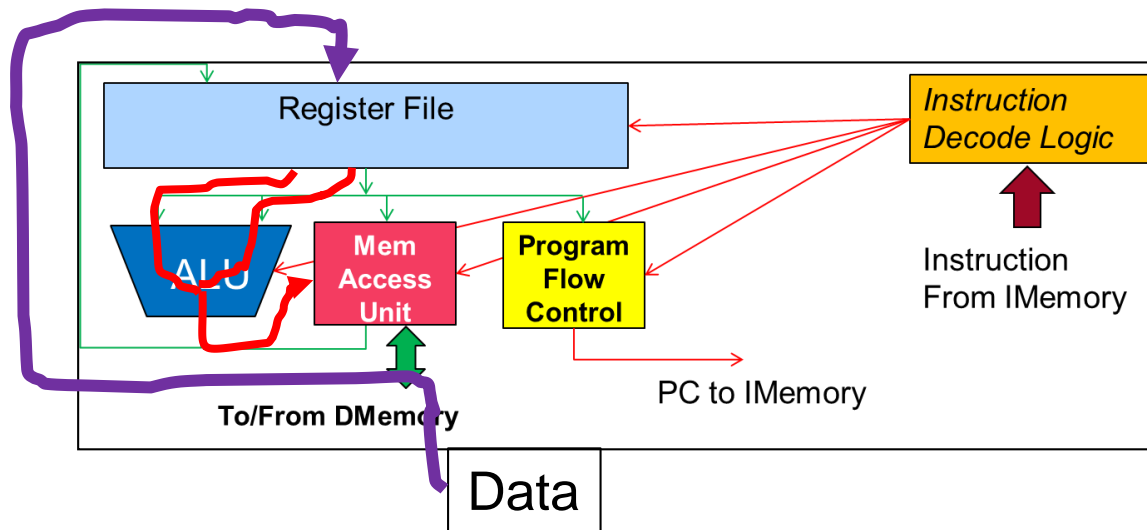 Register File
Instruction
Decode Logic
ALU
Mem
Access
Unit
Program
Flow
Control
Instruction
From IMemory
PC to IMemory
To/From DMemory
Data